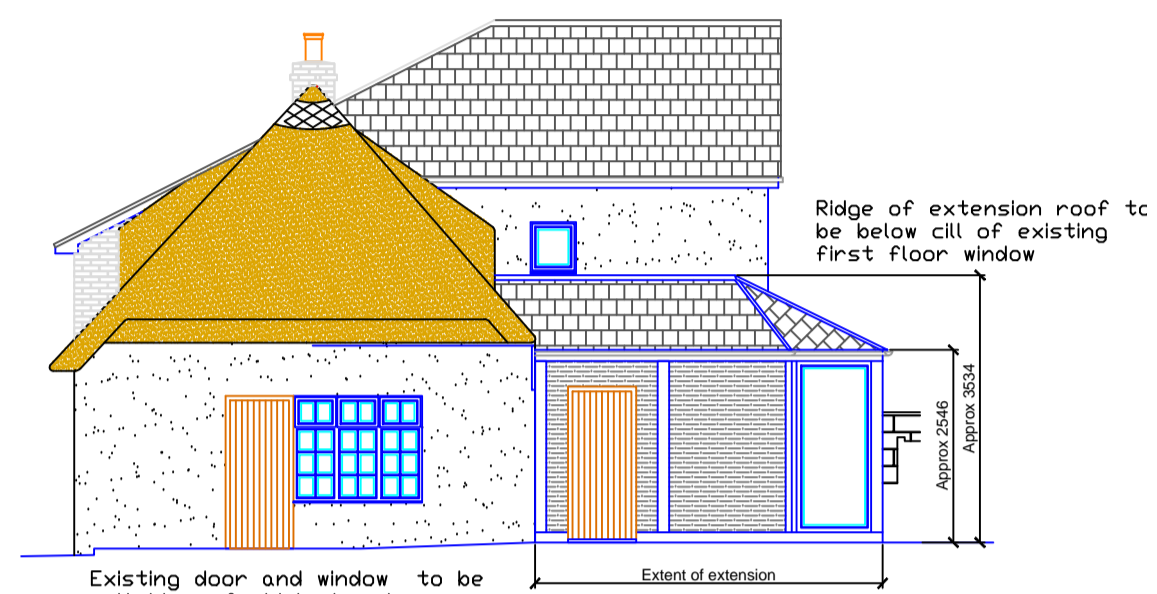 Ridge of extension roof to
be below cill of existing
first floor window
Approx 2546
Approx 3534
Extent of extension
Existing door and window to be